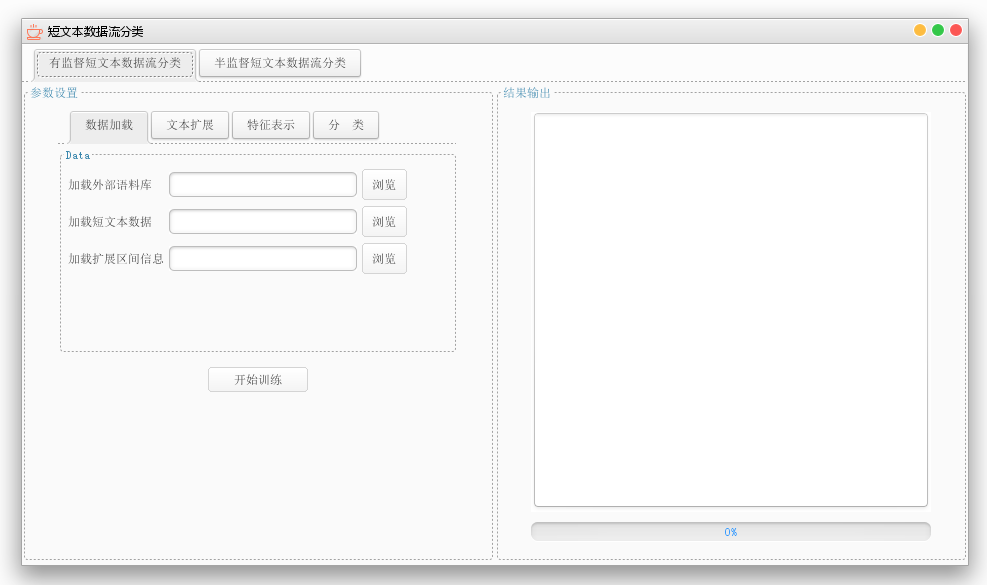 短文本数据流分类
有监督短文本数据流分类 半监督短文本数据流分类
参数设置
数据加载 文本扩展 特征表示 分 类
Data
加载外部语料库 浏览
加载短文本数据 浏览
加载扩展区间信息 浏览
开始训练
结果输出
0%